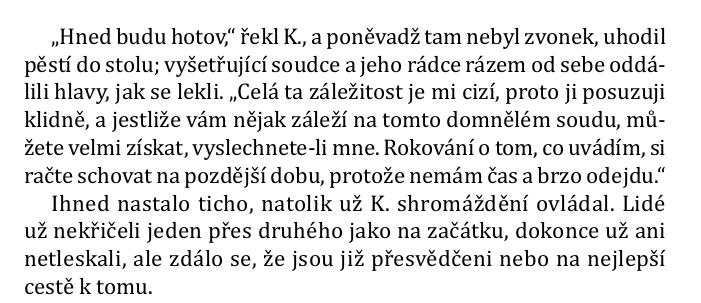 „Hned budu hotov,“ řekl K., a poněvadž tam nebyl zvonek, uhodil
pěstí do stolu; vyšetřující soudce a jeho rádce rázem od sebe oddá-
lili hlavy, jak se lekli. „Celá ta záležitost je mi cizí, proto ji posuzuji
klidně, a jestliže vám nějak záleží na tomto domnělém soudu, mů-
žete velmi získat, vyslechnete-li mne. Rokování o tom, co uvádím, si
račte schovat na pozdější dobu, protože nemám čas a brzo odejdu.“
Ihned nastalo ticho, natolik už K. shromáždění ovládal. Lidé
už nekřičeli jeden přes druhého jako na začátku, dokonce už ani
netleskali, ale zdálo se, že jsou již přesvědčeni nebo na nejlepší
cestě k tomu.